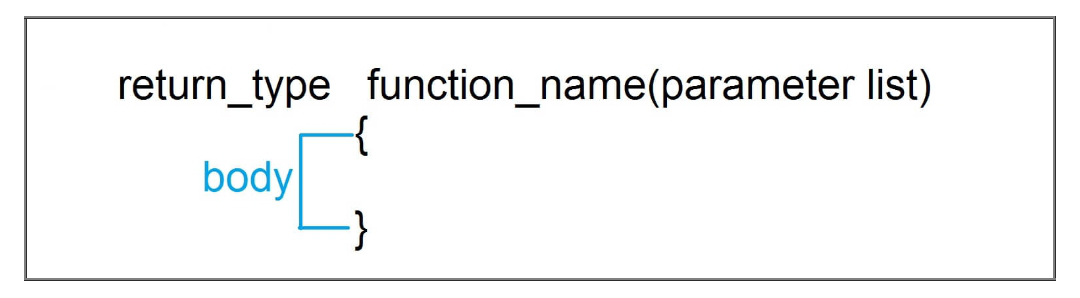 return_type function_name(parameter list)
{
body
}